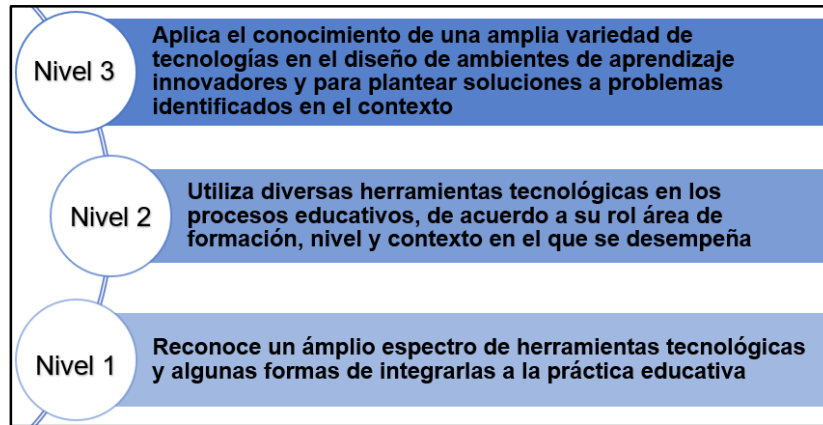 Nivel 3
Aplica el conocimiento de una amplia variedad de
tecnologías en el diseño de ambientes de aprendizaje
innovadores y para plantear soluciones a problemas
identificados en el contexto
Nivel 2
Utiliza diversas herramientas tecnológicas en los
procesos educativos, de acuerdo a su rol área de
formación, nivel y contexto en el que se desempeña
Nivel 1
Reconoce un ámplio espectro de herramientas tecnológicas
y algunas formas de integrarlas a la práctica educativa